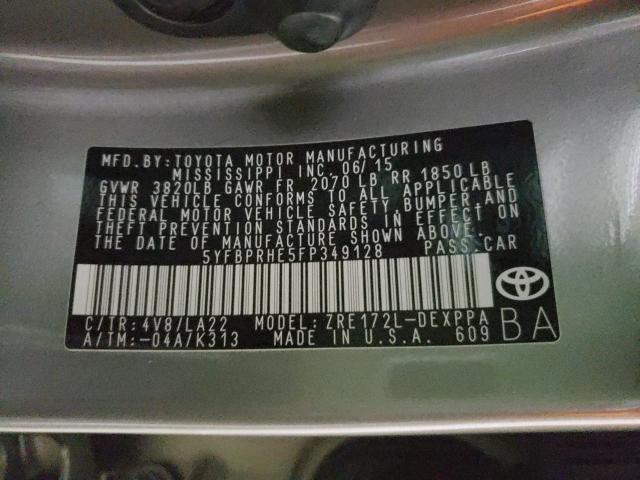 MFD. BY: TOYOTA MOTOR MANUFACTURING
MISSISSIPPI INC. 06/15
GVWR 3820LB GAWR FR 2070 LB RR 1850 LB
THIS VEHICLE CONFORMS TO ALL APPLICABLE
FEDERAL MOTOR VEHICLE SAFETY BUMPER, AND
THEFT PREVENTION STANDARDS IN EFFECT ON
THE DATE OF MANUFACTURE SHOWN ABOVE.
5YFBPRHE5FP349128 PASS.CAR
C/TR: 4V8/LA22 MODEL: ZRE172L-DEXPPA
A/TM: -04A/K313 MADE IN U.S.A. 609
BA